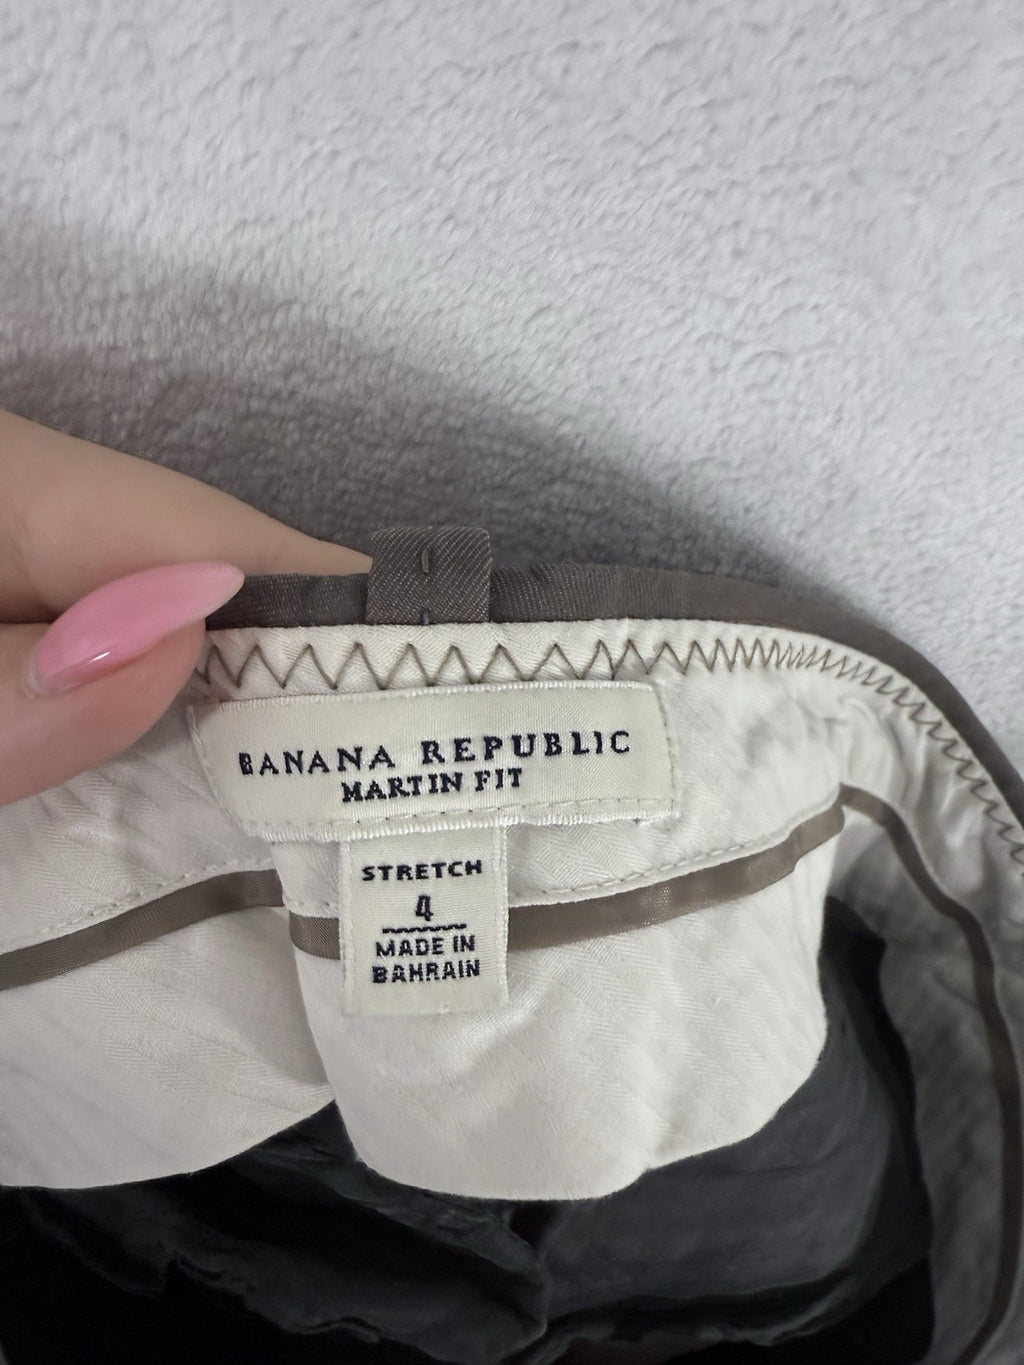 BANANA REPUBLIC
MARTIN FIT
STRETCH
4
MADE IN
BAHRAIN